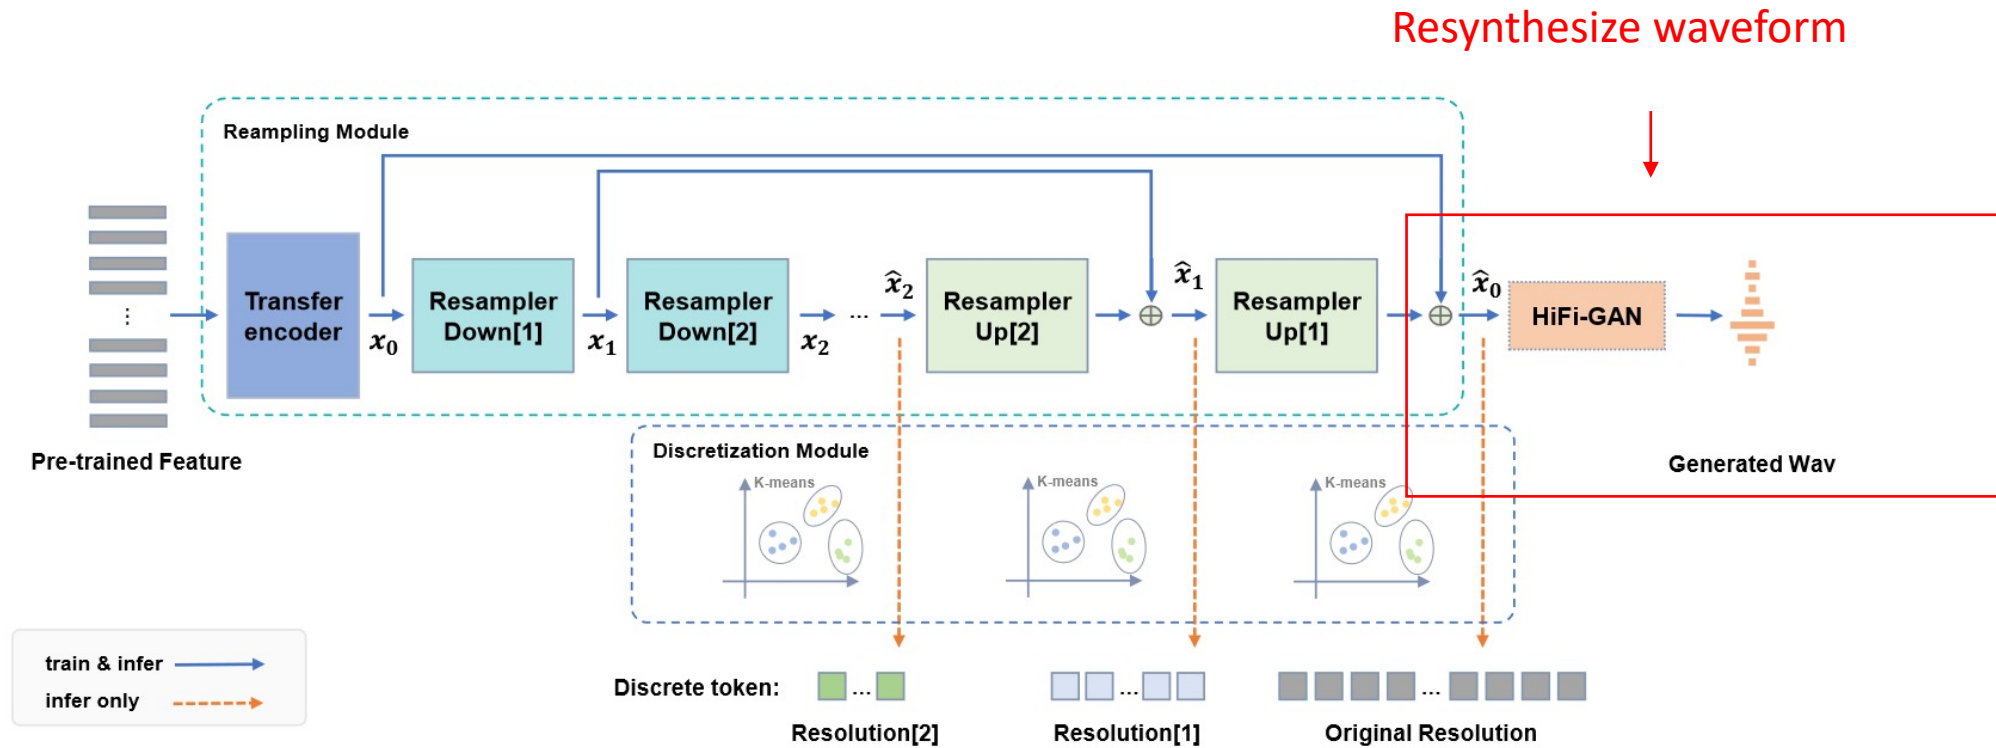 Resynthesize waveform
Reampling Module
Transfer
encoder
x₀
Resampler
Down[1]
x₁
Resampler
Down[2]
x₂
...
x̂₂
Resampler
Up[2]
x̂₁
Resampler
Up[1]
x̂₀
HiFi-GAN
Pre-trained Feature
Generated Wav
Discretization Module
K-means
K-means
K-means
train & infer
infer only
Discrete token:
...
...
...
Resolution[2]
Resolution[1]
Original Resolution